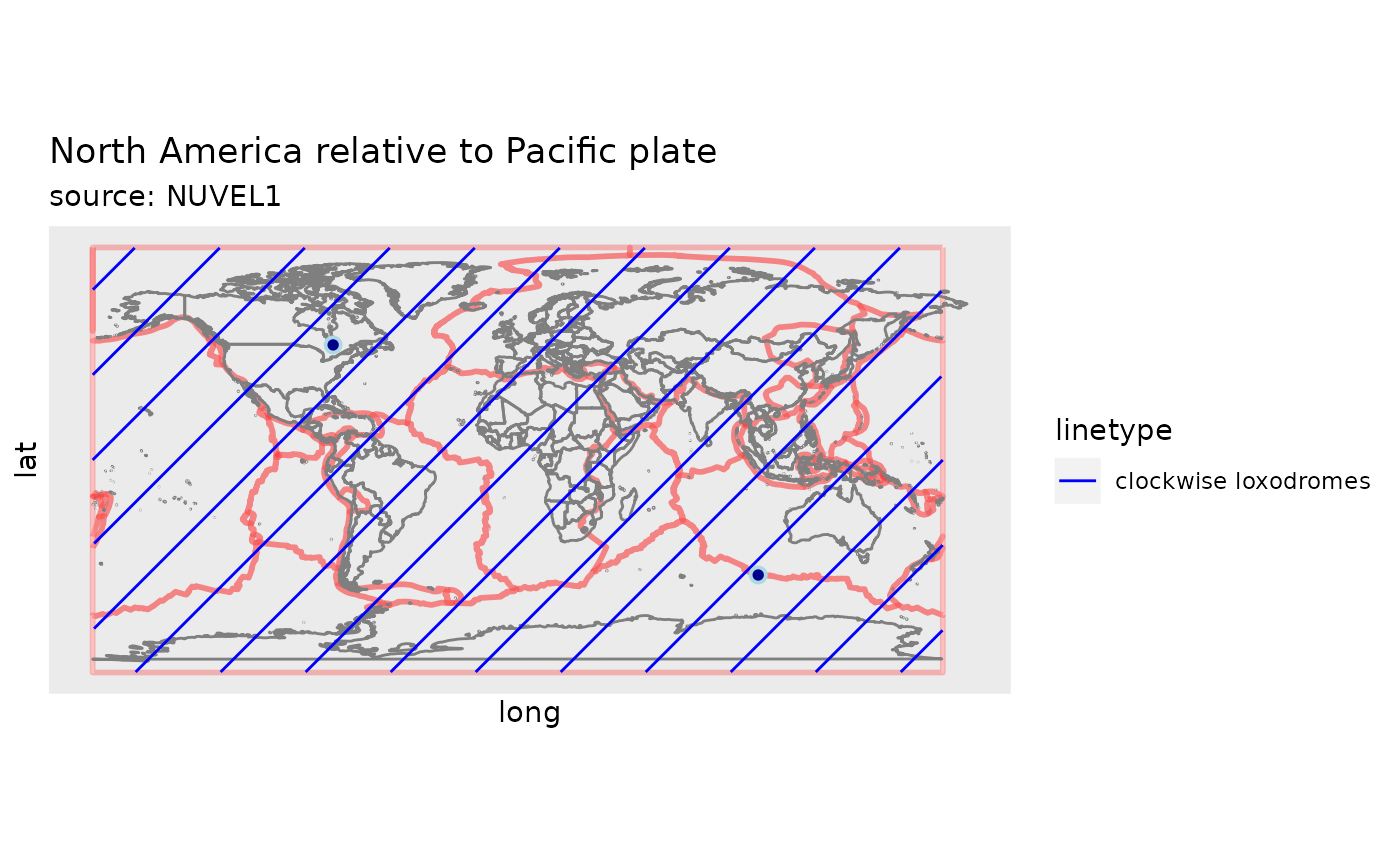 North America relative to Pacific plate
source: NUVEL1
lat
long
linetype
clockwise loxodromes